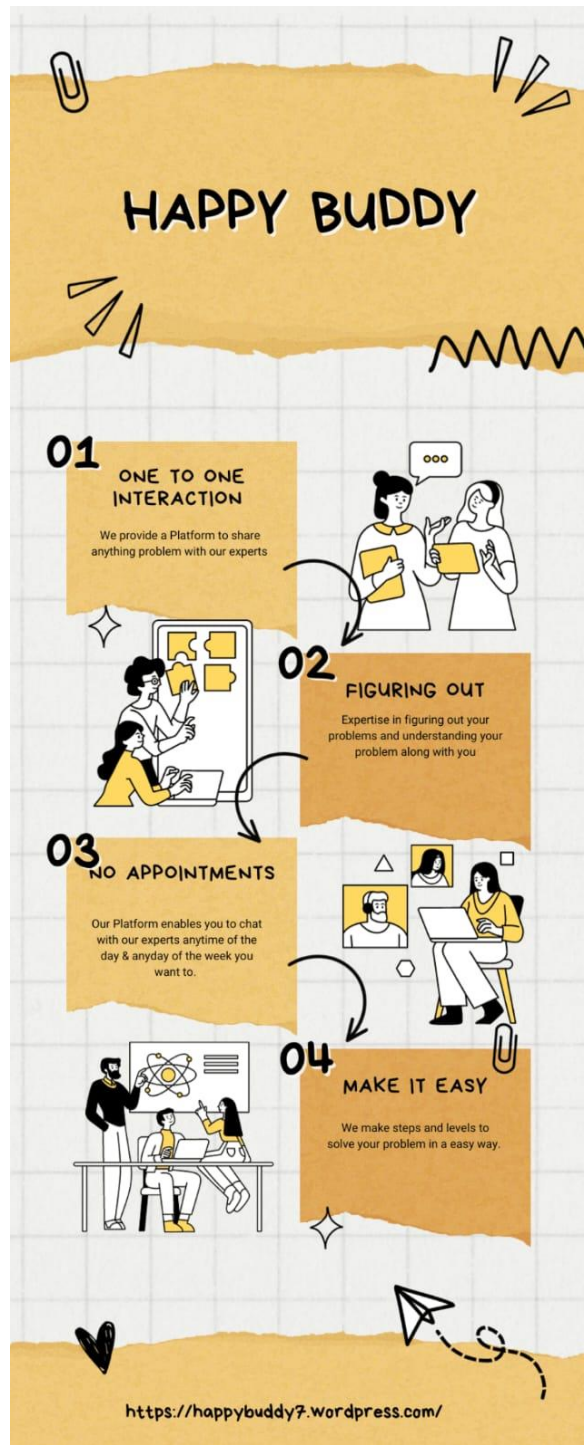 HAPPY BUDDY
01
ONE TO ONE
INTERACTION
We provide a Platform to share
anything problem with our experts
02
FIGURING OUT
Expertise in figuring out your
problems and understanding your
problem along with you
03
NO APPOINTMENTS
Our Platform enables you to chat
with our experts anytime of the
day & anyday of the week you
want to.
04
MAKE IT EASY
We make steps and levels to
solve your problem in a easy way.
https://happybuddy7.wordpress.com/